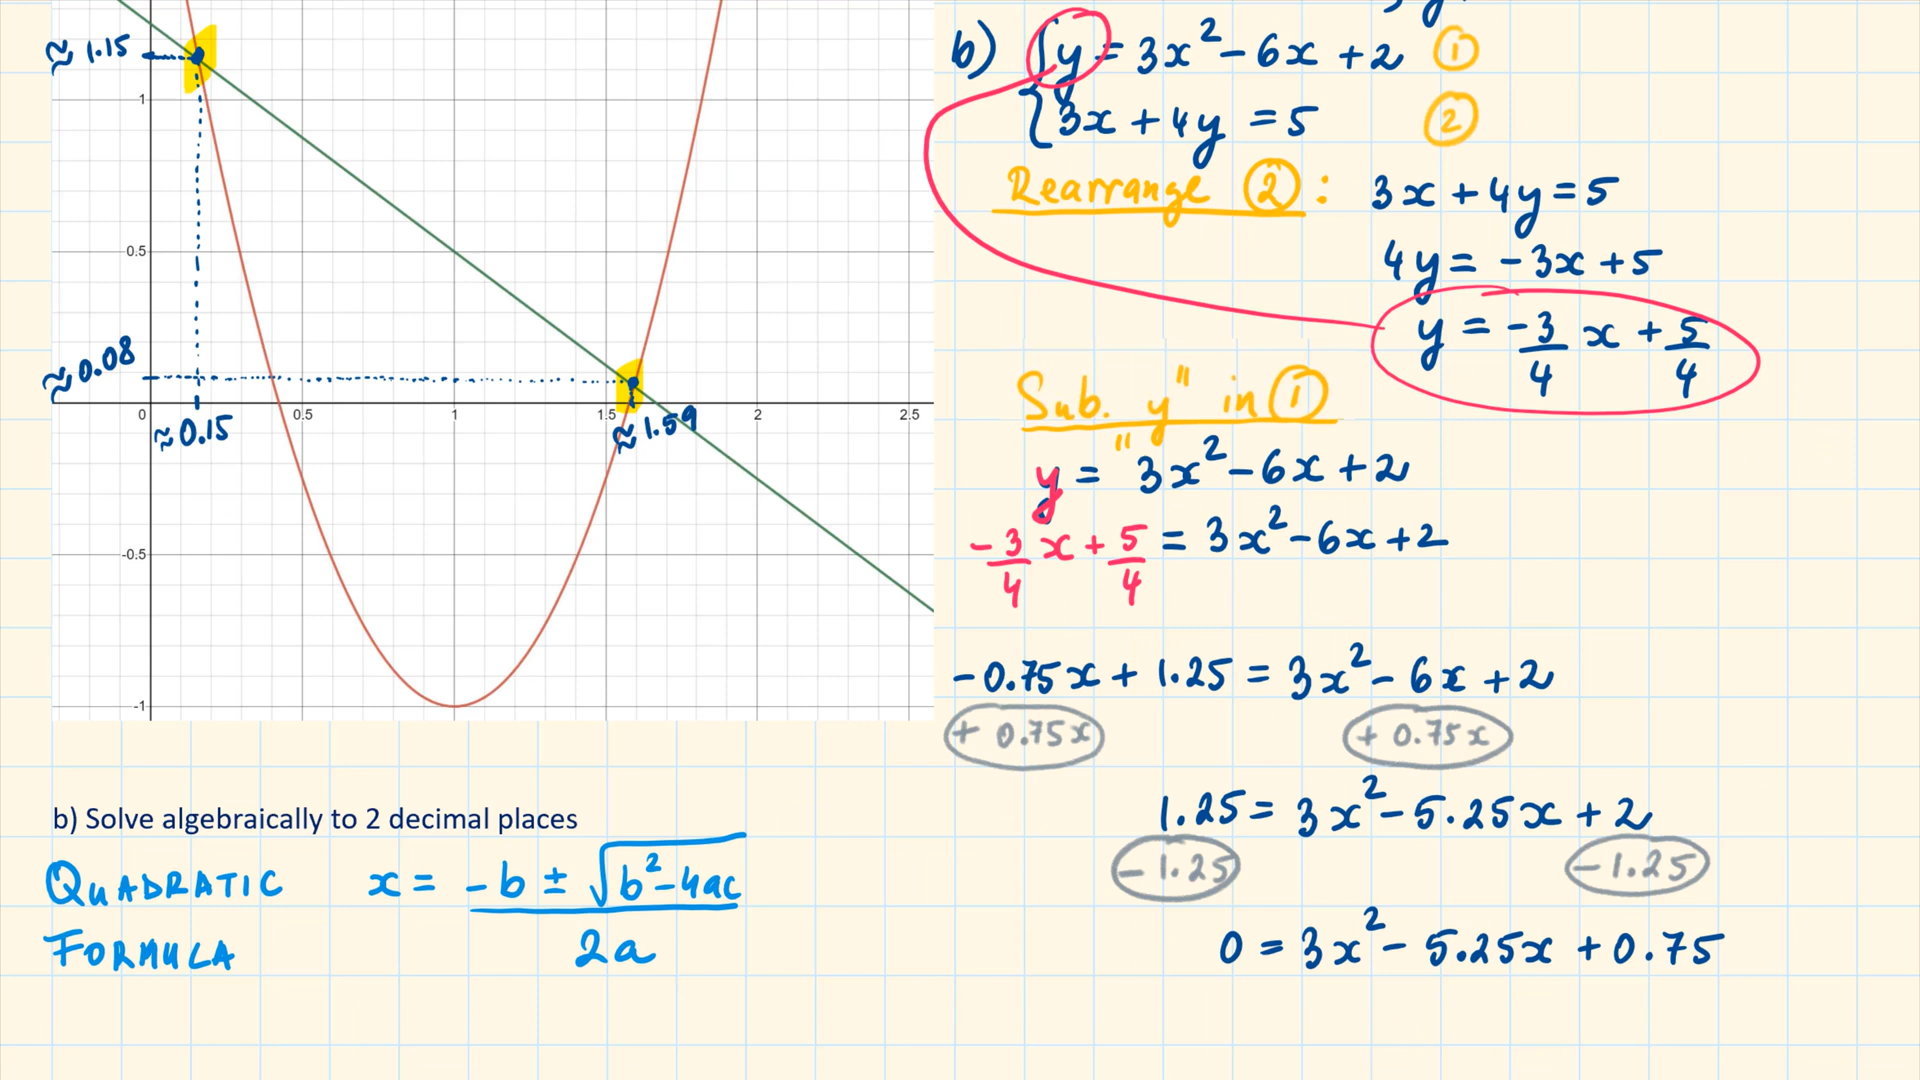 ≈ 1.15
1
0.5
≈ 0.08
0 0.5 1 1.5 2 2.5
≈ 0.15
≈ 1.59
-0.5
-1
b) Solve algebraically to 2 decimal places
QUADRATIC FORMULA
x = (-b ± √(b² - 4ac)) / 2a
b) { y = 3x² - 6x + 2 ①
3x + 4y = 5 ②
Rearrange ② : 3x + 4y = 5
4y = -3x + 5
y = -3/4 x + 5/4
Sub. "y" in ①
y = 3x² - 6x + 2
-3/4 x + 5/4 = 3x² - 6x + 2
-0.75x + 1.25 = 3x² - 6x + 2
+ 0.75x + 0.75x
1.25 = 3x² - 5.25x + 2
- 1.25 - 1.25
0 = 3x² - 5.25x + 0.75